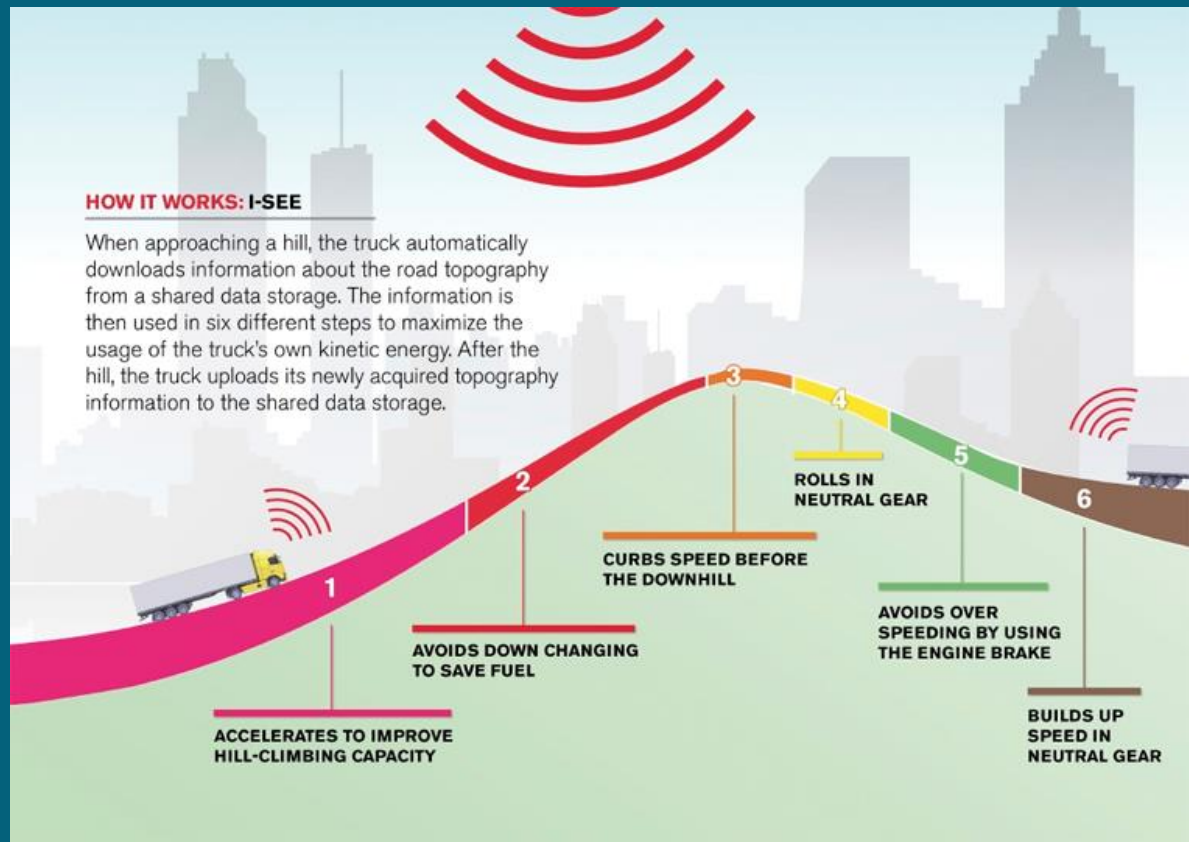 HOW IT WORKS: I-SEE
When approaching a hill, the truck automatically
downloads information about the road topography
from a shared data storage. The information is
then used in six different steps to maximize the
usage of the truck's own kinetic energy. After the
hill, the truck uploads its newly acquired topography
information to the shared data storage.
1
ACCELERATES TO IMPROVE
HILL-CLIMBING CAPACITY
2
AVOIDS DOWN CHANGING
TO SAVE FUEL
3
CURBS SPEED BEFORE
THE DOWNHILL
4
ROLLS IN
NEUTRAL GEAR
5
AVOIDS OVER
SPEEDING BY USING
THE ENGINE BRAKE
6
BUILDS UP
SPEED IN
NEUTRAL GEAR